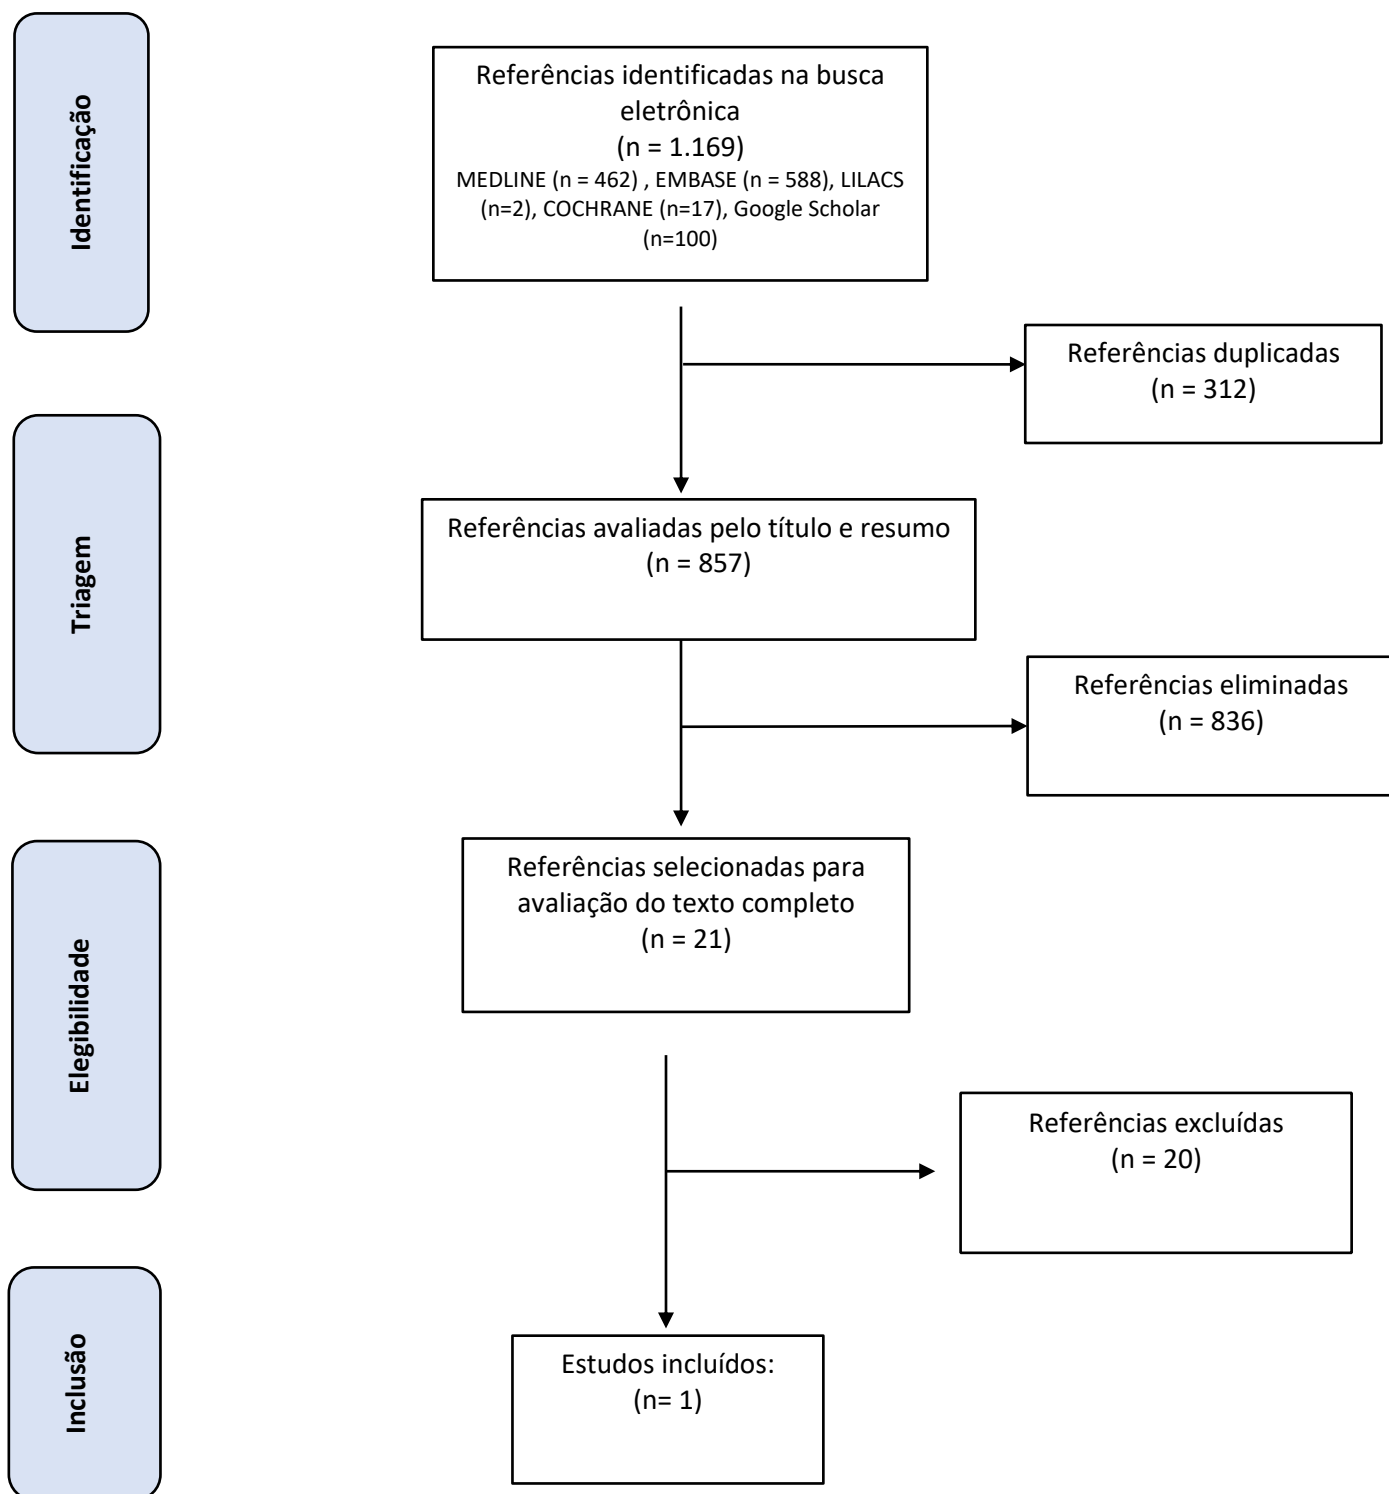 Identificação
Referências identificadas na busca
eletrônica
(n = 1.169)
MEDLINE (n = 462) , EMBASE (n = 588), LILACS
(n=2), COCHRANE (n=17), Google Scholar
(n=100)
Referências duplicadas
(n = 312)
Triagem
Referências avaliadas pelo título e resumo
(n = 857)
Referências eliminadas
(n = 836)
Elegibilidade
Referências selecionadas para
avaliação do texto completo
(n = 21)
Referências excluídas
(n = 20)
Inclusão
Estudos incluídos:
(n= 1)